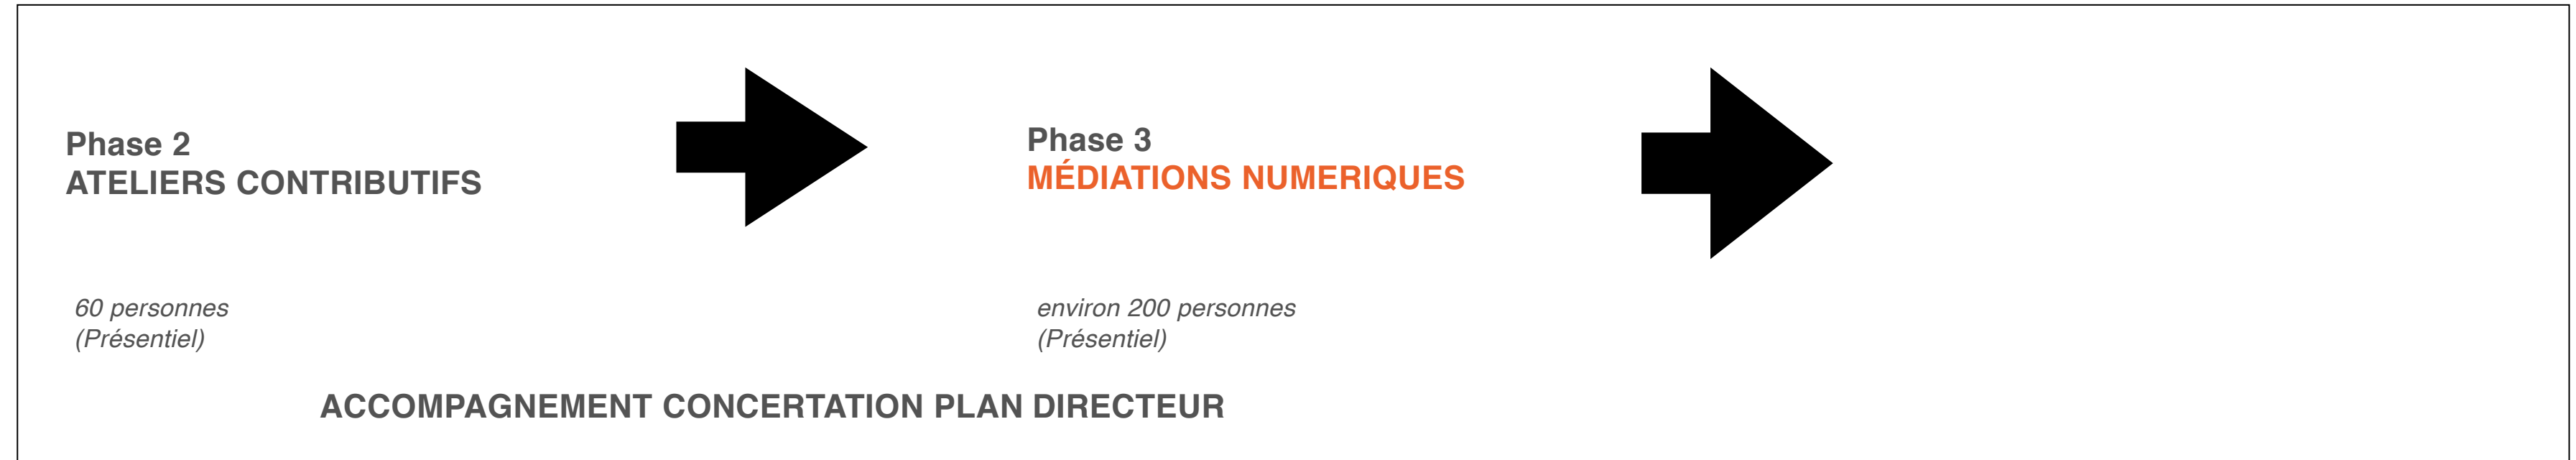 Phase 2
ATELIERS CONTRIBUTIFS
60 personnes
(Présentiel)
Phase 3
MÉDIATIONS NUMERIQUES
environ 200 personnes
(Présentiel)
ACCOMPAGNEMENT CONCERTATION PLAN DIRECTEUR